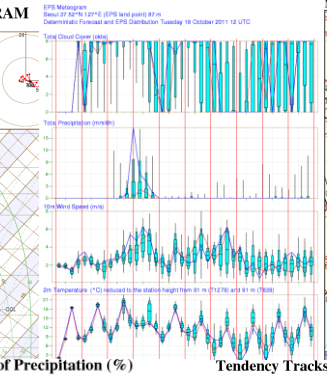 RAM
EPS Meteogram
Seoul 37.52°N 127°E (EPS land point) 87 m
Deterministic Forecast and EPS Distribution Tuesday 18 October 2011 12 UTC
Total Cloud Cover (okta)
Total Precipitation (mm/6h)
10m Wind Speed (m/s)
2m Temperature (°C) reduced to the station height from 91 m (T1279) and 91 m (T639)
of Precipitation (%)
Tendency Tracks